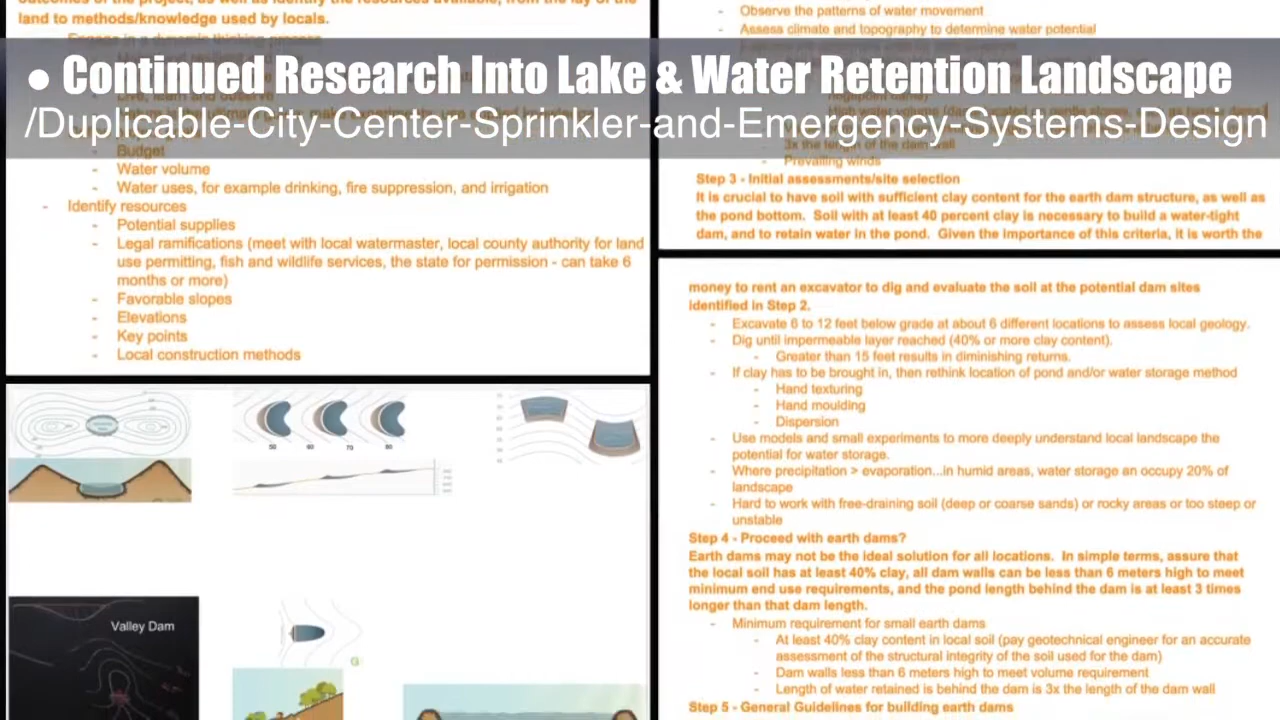 outcomes of the project, as well as identify the resources available, from the lay of the
land to methods/knowledge used by locals.
Engage in a dynamic thinking process
● Continued Research Into Lake & Water Retention Landscape
/Duplicable-City-Center-Sprinkler-and-Emergency-Systems-Design
Budget
- Water volume
- Water uses, for example drinking, fire suppression, and irrigation
- Identify resources
- Potential supplies
- Legal ramifications (meet with local watermaster, local county authority for land
use permitting, fish and wildlife services, the state for permission - can take 6
months or more)
- Favorable slopes
- Elevations
- Key points
- Local construction methods
50 60 70 80
Valley Dam
- Observe the patterns of water movement
- Assess climate and topography to determine water potential
3x the length of the dam wall
- Prevailing winds
Step 3 - Initial assessments/site selection
It is crucial to have soil with sufficient clay content for the earth dam structure, as well as
the pond bottom. Soil with at least 40 percent clay is necessary to build a water-tight
dam, and to retain water in the pond. Given the importance of this criteria, it is worth the
money to rent an excavator to dig and evaluate the soil at the potential dam sites
identified in Step 2.
- Excavate 6 to 12 feet below grade at about 6 different locations to assess local geology.
- Dig until impermeable layer reached (40% or more clay content).
- Greater than 15 feet results in diminishing returns.
- If clay has to be brought in, then rethink location of pond and/or water storage method
- Hand texturing
- Hand moulding
- Dispersion
- Use models and small experiments to more deeply understand local landscape the
potential for water storage.
- Where precipitation > evaporation...in humid areas, water storage an occupy 20% of
landscape
- Hard to work with free-draining soil (deep or coarse sands) or rocky areas or too steep or
unstable
Step 4 - Proceed with earth dams?
Earth dams may not be the ideal solution for all locations. In simple terms, assure that
the local soil has at least 40% clay, all dam walls can be less than 6 meters high to meet
minimum end use requirements, and the pond length behind the dam is at least 3 times
longer than that dam length.
- Minimum requirement for small earth dams
- At least 40% clay content in local soil (pay geotechnical engineer for an accurate
assessment of the structural integrity of the soil used for the dam)
- Dam walls less than 6 meters high to meet volume requirement
- Length of water retained is behind the dam is 3x the length of the dam wall
Step 5 - General Guidelines for building earth dams